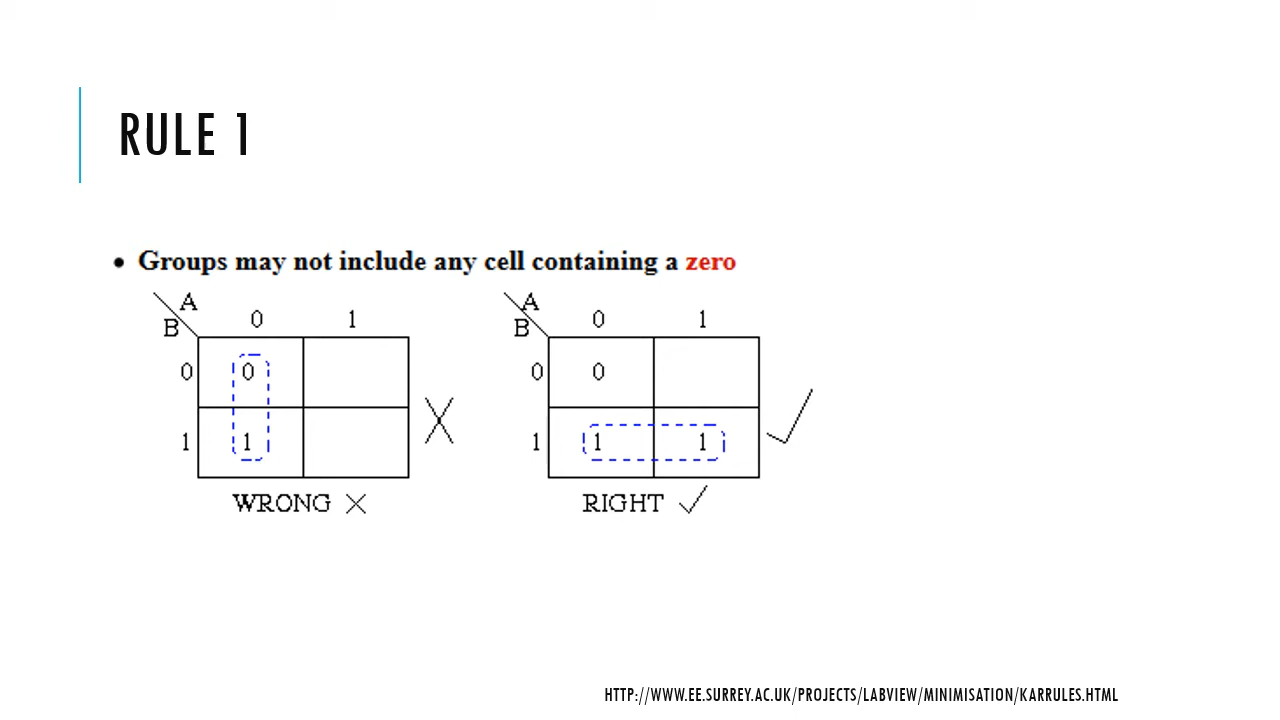 RULE 1
• Groups may not include any cell containing a zero
A A
B 0 1 B 0 1
0 0 0 0
1 1 1 1 1
WRONG RIGHT
HTTP://WWW.EE.SURREY.AC.UK/PROJECTS/LABVIEW/MINIMISATION/KARRULES.HTML